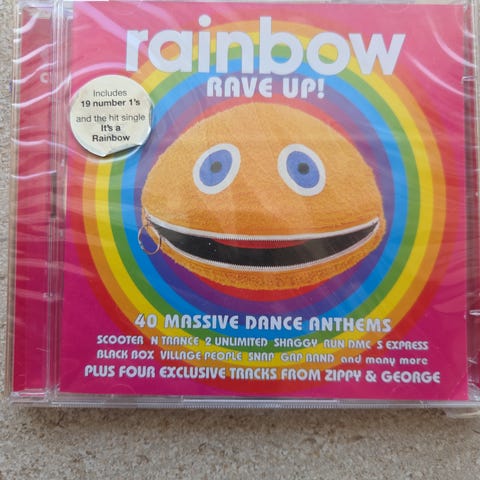 rainbow
RAVE UP!
Includes
19 number 1's
and the hit single
It's a
Rainbow
40 MASSIVE DANCE ANTHEMS
SCOOTER N TRANCE 2 UNLIMITED SHAGGY RUN DMC S EXPRESS
BLACK BOX VILLAGE PEOPLE SNAP GAP BAND and many more
PLUS FOUR EXCLUSIVE TRACKS FROM ZIPPY & GEORGE